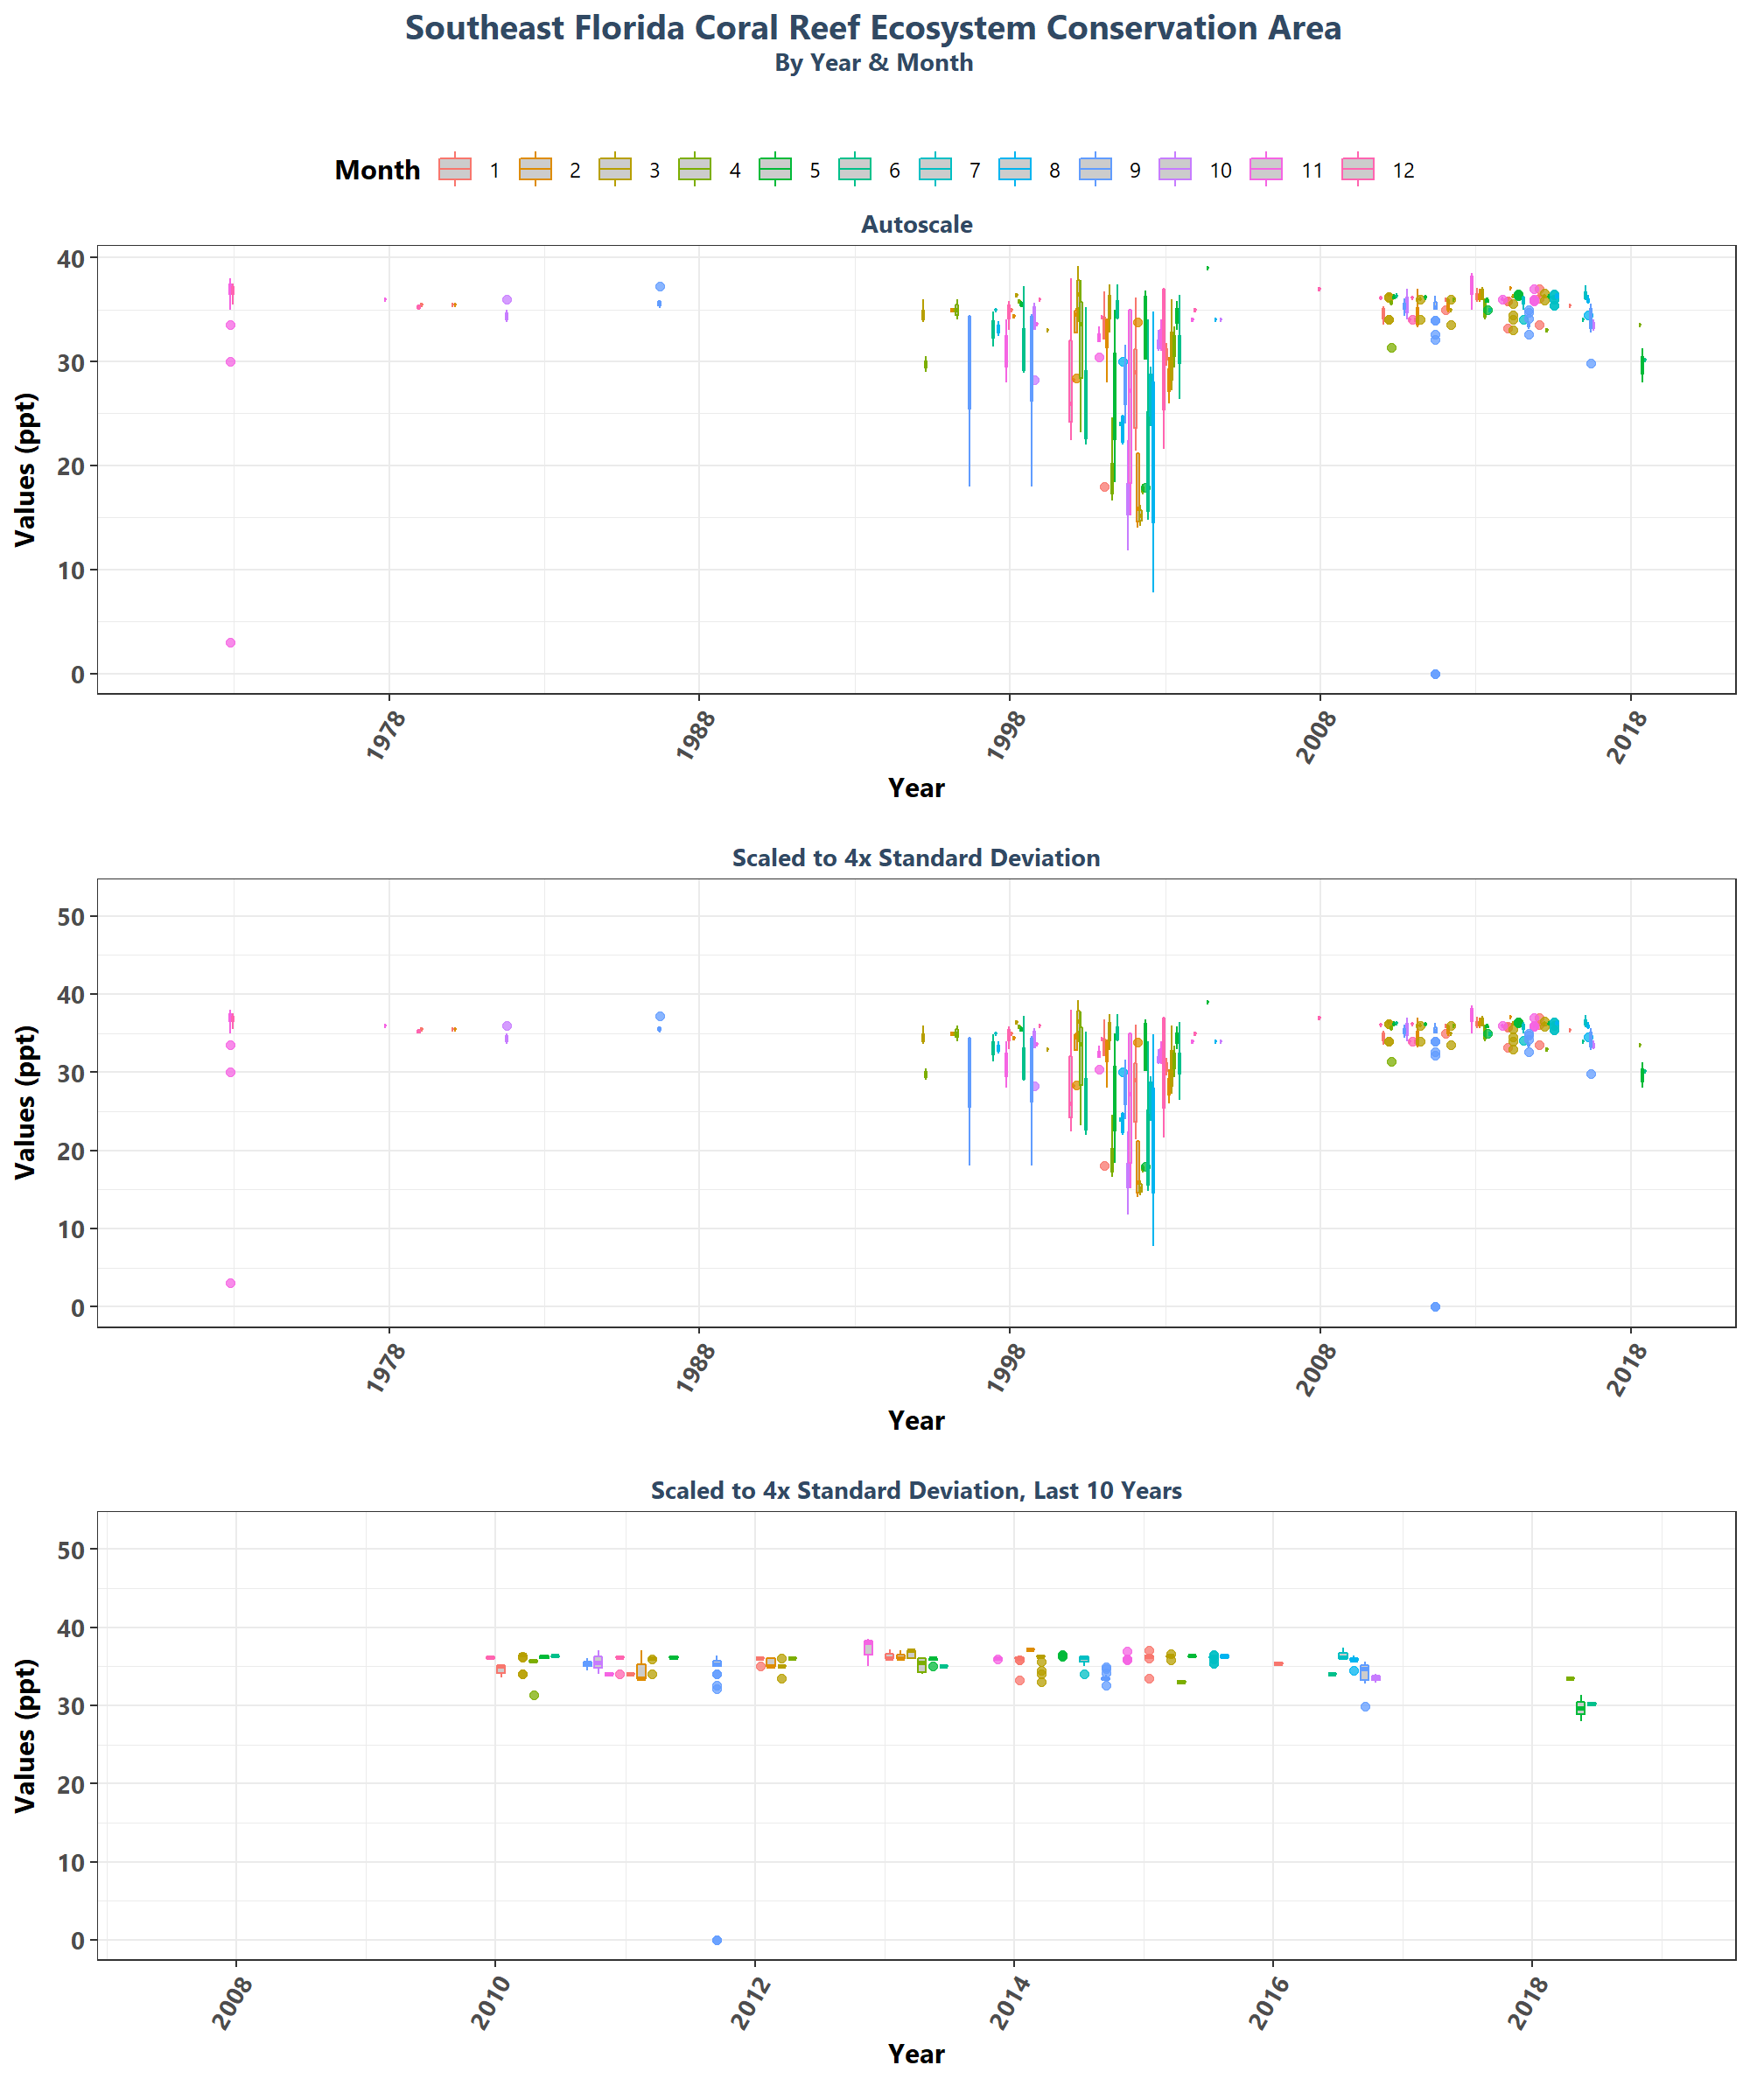 Southeast Florida Coral Reef Ecosystem Conservation Area
By Year & Month
Month 1 2 3 4 5 6 7 8 9 10 11 12
Autoscale
Values (ppt)
40
30
20
10
0
1978 1988 1998 2008 2018
Year
Scaled to 4x Standard Deviation
Values (ppt)
50
40
30
20
10
0
1978 1988 1998 2008 2018
Year
Scaled to 4x Standard Deviation, Last 10 Years
Values (ppt)
50
40
30
20
10
0
2008 2010 2012 2014 2016 2018
Year